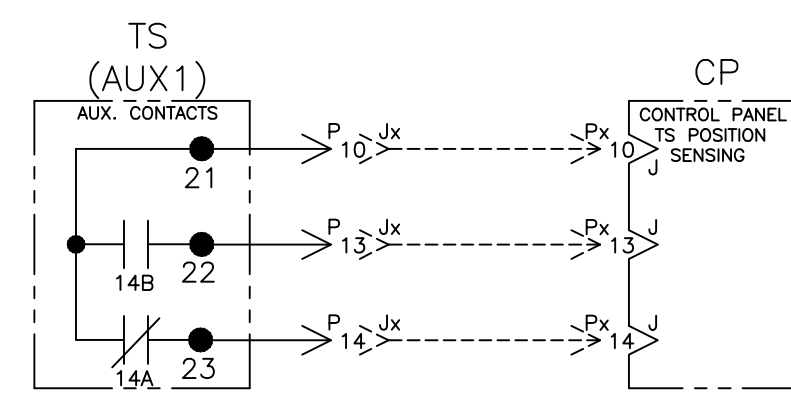 TS
(AUX1)
AUX. CONTACTS
CP
CONTROL PANEL
TS POSITION
SENSING
21
P
10
Jx
Px
10
J
14B
22
P
13
Jx
Px
13
J
14A
23
P
14
Jx
Px
14
J